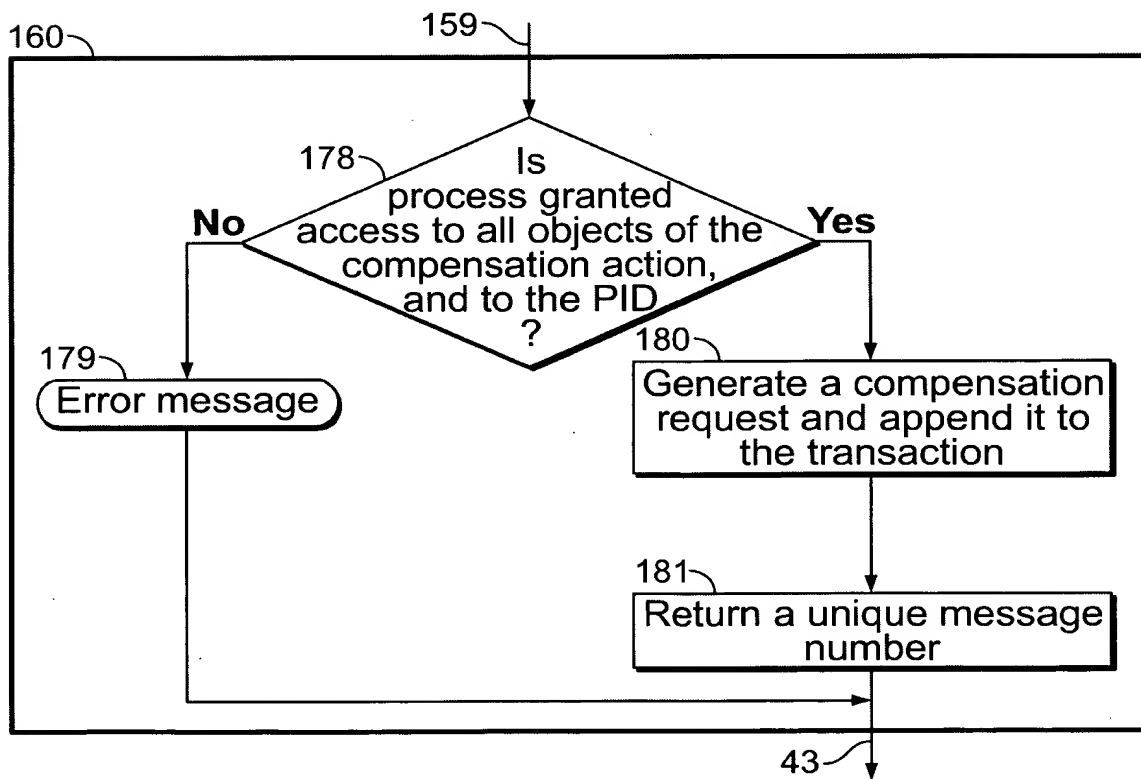 160
159
178
Is
process granted
access to all objects of the
compensation action,
and to the PID
?
No
Yes
179
Error message
180
Generate a compensation
request and append it to
the transaction
181
Return a unique message
number
43